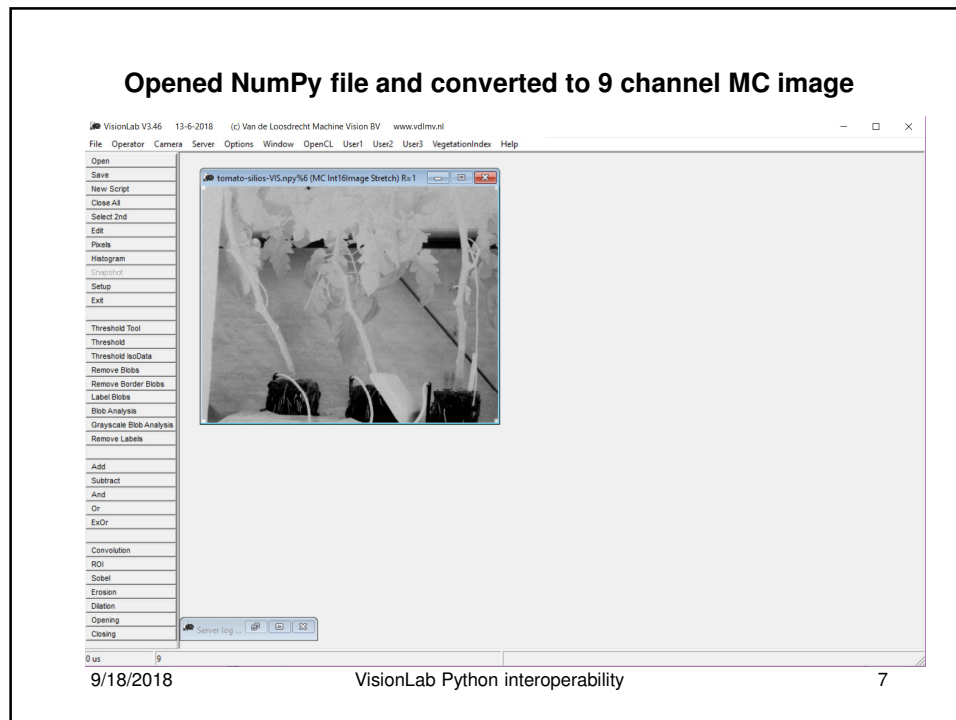 Opened NumPy file and converted to 9 channel MC image
VisionLab V3.46 13-6-2018 (c) Van de Loosdrecht Machine Vision BV www.vdlmv.nl
File Operator Camera Server Options Window OpenCL User1 User2 User3 VegetationIndex Help
Open
Save
New Script
Close All
Select 2nd
Edit
Pixels
Histogram
Snapshot
Setup
Exit
Threshold Tool
Threshold
Threshold IsoData
Remove Blobs
Remove Border Blobs
Label Blobs
Blob Analysis
Grayscale Blob Analysis
Remove Labels
Add
Subtract
And
Or
ExOr
Convolution
ROI
Sobel
Erosion
Dilation
Opening
Closing
tomato-silios-VIS.npy%6 (MC Int16Image Stretch) R=1
Server log ...
0 us 9
9/18/2018 VisionLab Python interoperability 7